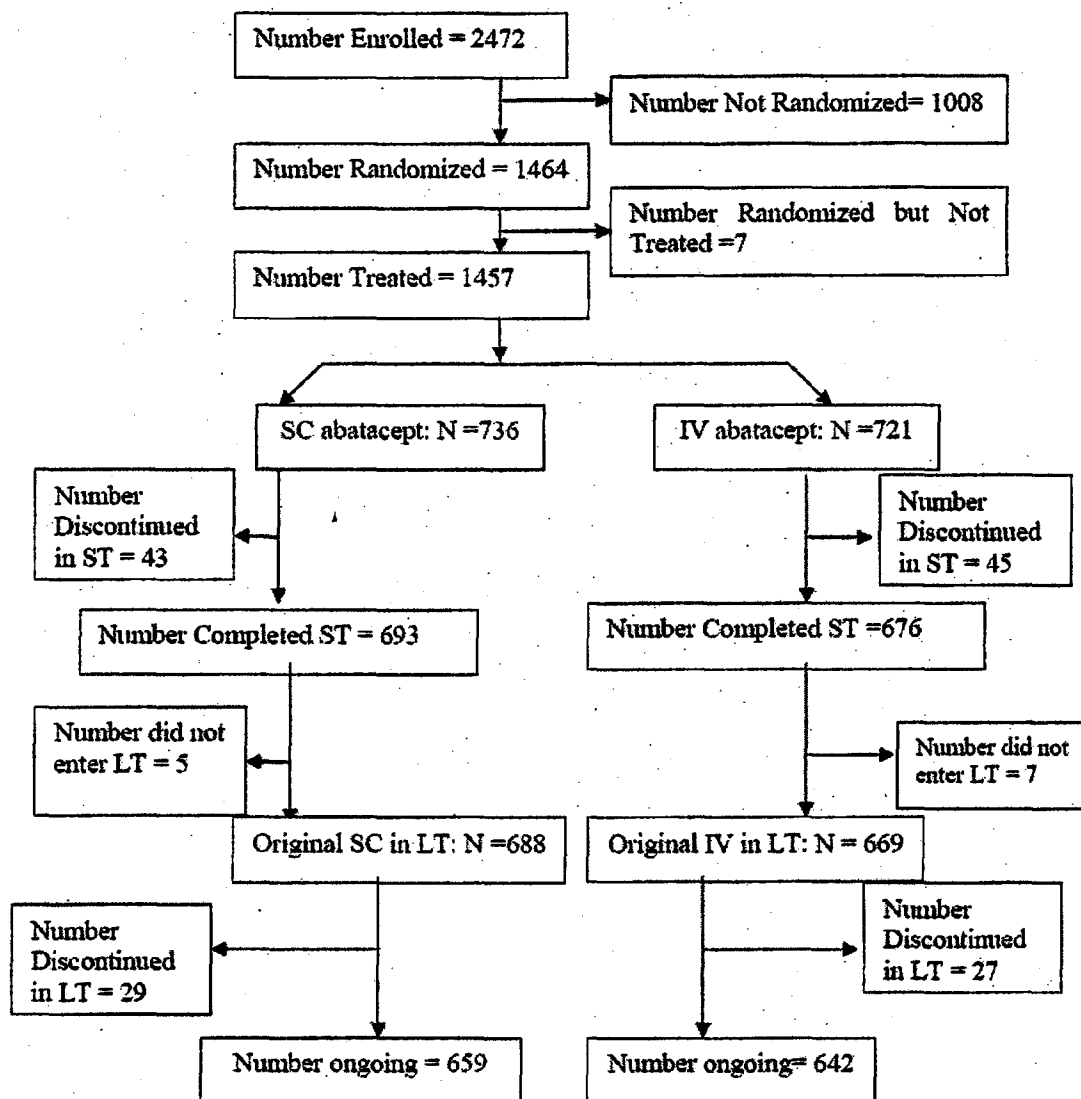 Number Enrolled = 2472
Number Not Randomized= 1008
Number Randomized = 1464
Number Randomized but Not
Treated =7
Number Treated = 1457
SC abatacept: N =736
IV abatacept: N =721
Number
Discontinued
in ST = 43
Number
Discontinued
in ST = 45
Number Completed ST = 693
Number Completed ST =676
Number did not
enter LT = 5
Number did not
enter LT = 7
Original SC in LT: N =688
Original IV in LT: N = 669
Number
Discontinued
in LT = 29
Number
Discontinued
in LT = 27
Number ongoing = 659
Number ongoing= 642